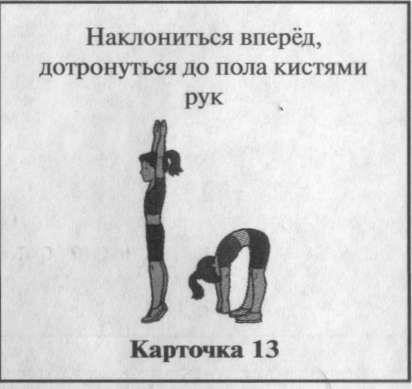 Наклониться вперёд,
дотронуться до пола кистями
рук
Карточка 13